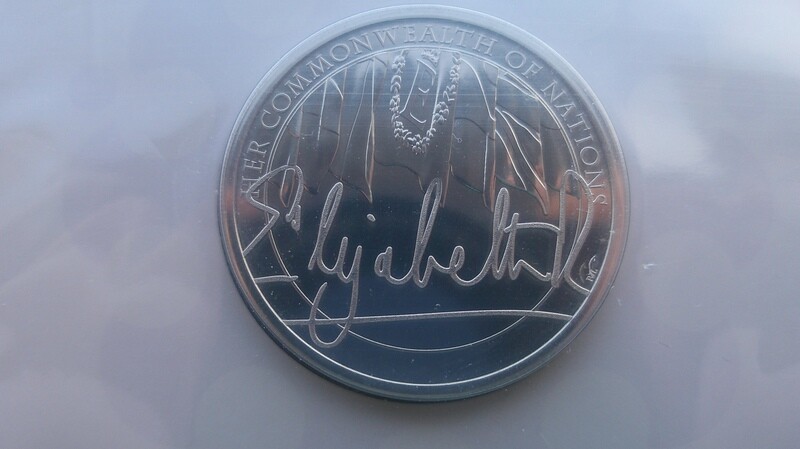 HER COMMONWEALTH OF NATIONS
Elizabeth R